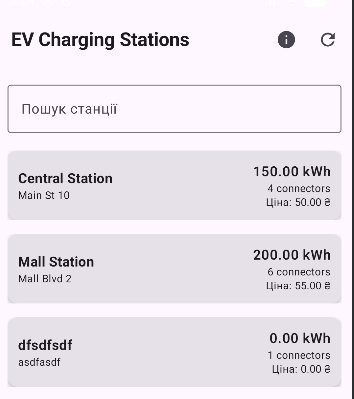 EV Charging Stations
Пошук станції
Central Station
Main St 10
150.00 kWh
4 connectors
Ціна: 50.00 ₴
Mall Station
Mall Blvd 2
200.00 kWh
6 connectors
Ціна: 55.00 ₴
dfsdfsdf
asdfasdf
0.00 kWh
1 connectors
Ціна: 0.00 ₴